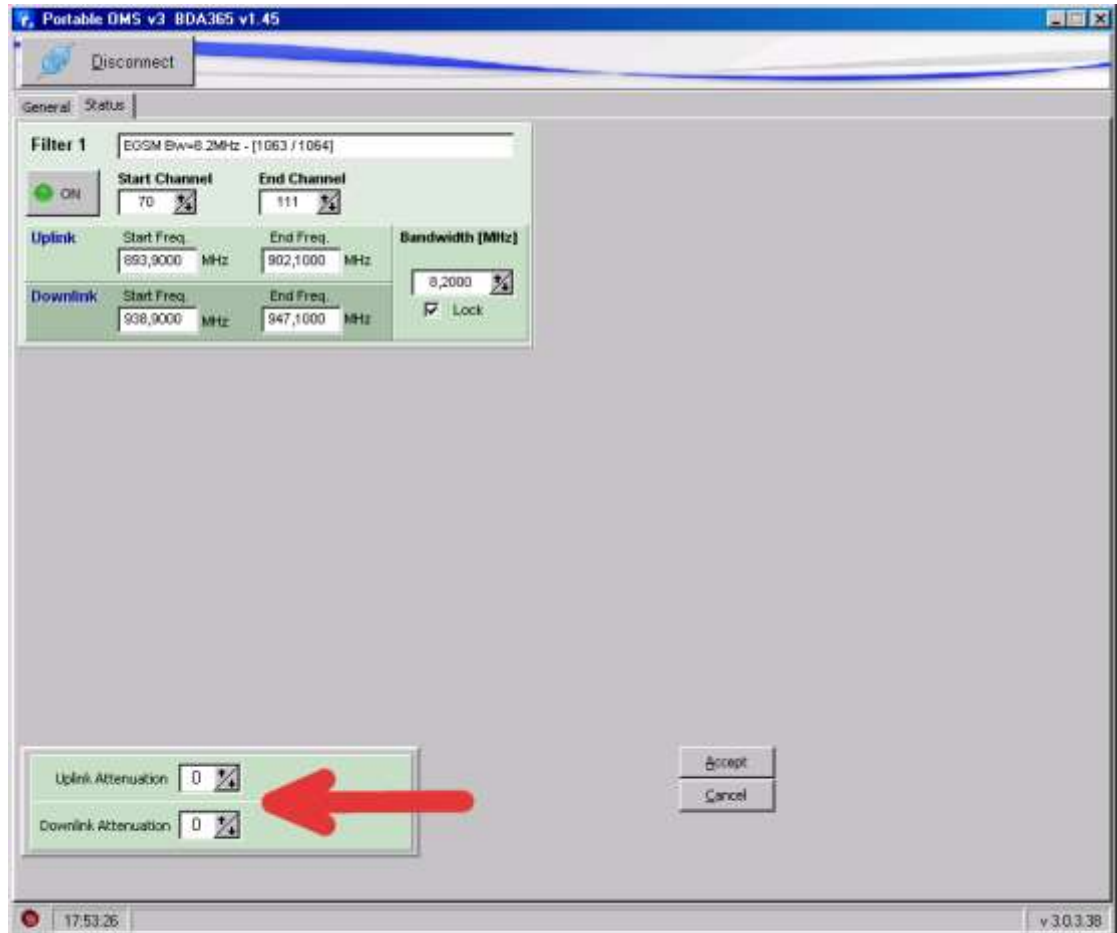 Portable OMS v3 BDA365 v1.45
Disconnect
General Status
Filter 1 EGSM Bw=8.2MHz - [1063 / 1064]
ON
Start Channel End Channel
70 111
Uplink Start Freq. End Freq. Bandwidth [MHz]
893,9000 MHz 902,1000 MHz
8,2000
Downlink Start Freq. End Freq. Lock
938,9000 MHz 947,1000 MHz
Uplink Attenuation 0
Downlink Attenuation 0
Accept
Cancel
17:53:26 v 3.0.3.38